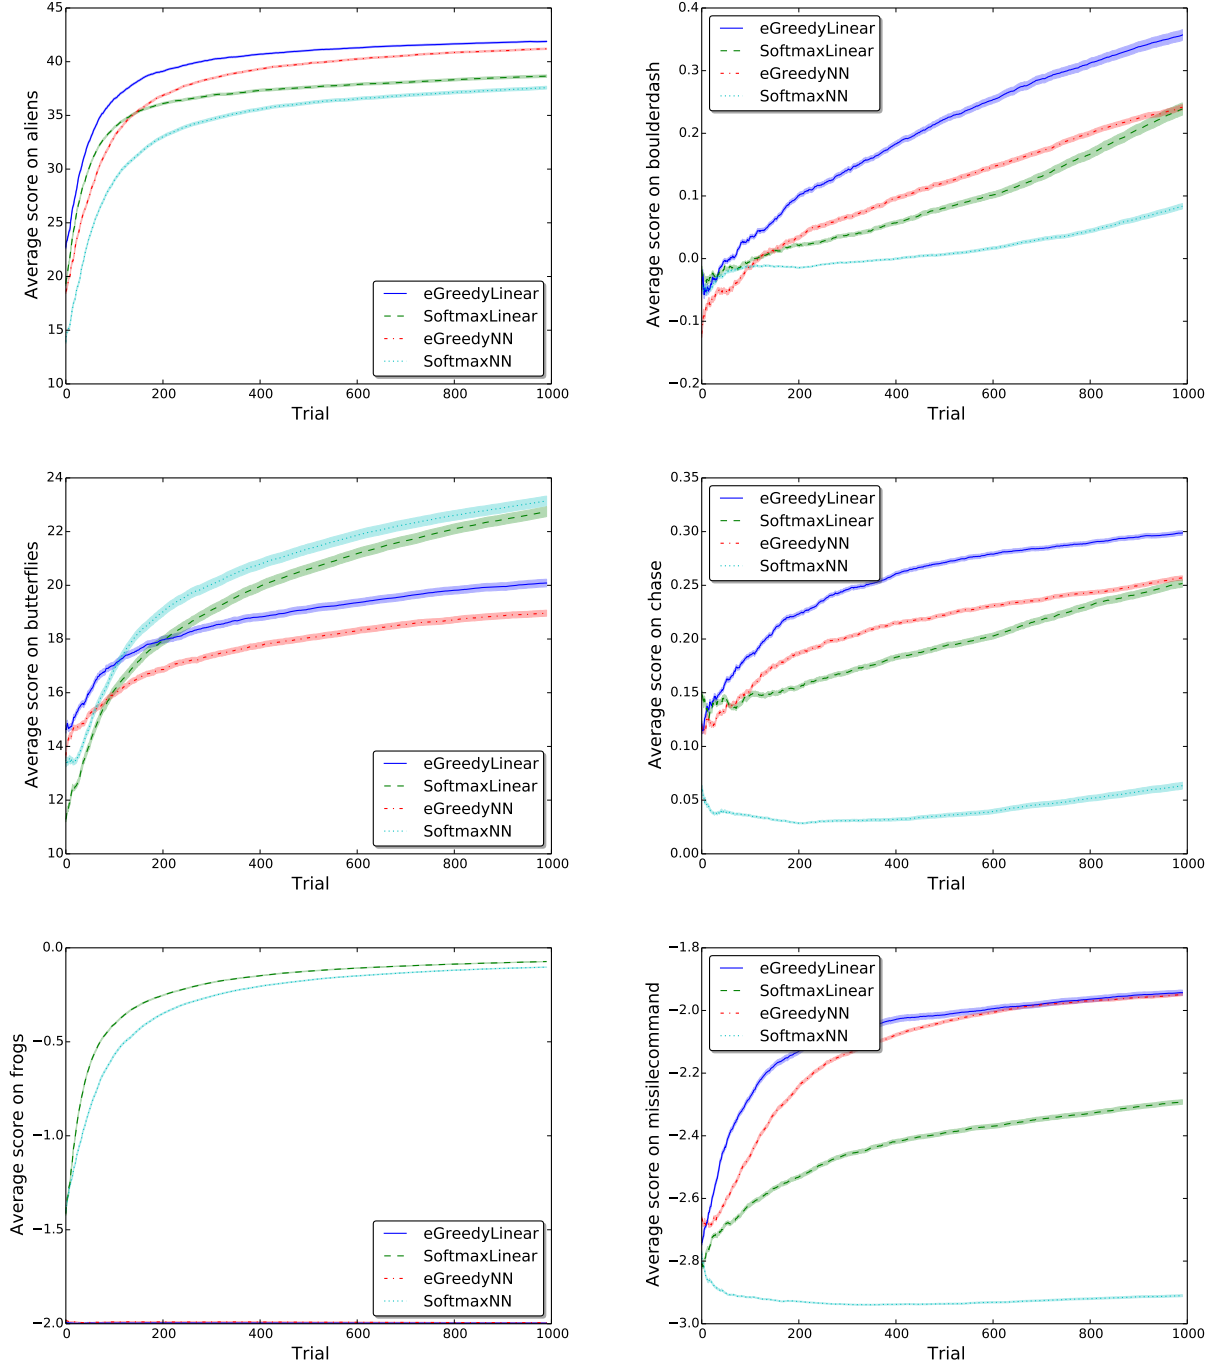 45
40
35
30
25
20
15
10
Average score on aliens
0
200
400
600
800
1000
Trial
eGreedyLinear
SoftmaxLinear
eGreedyNN
SoftmaxNN
0.4
0.3
0.2
0.1
0.0
−0.1
−0.2
Average score on boulderdash
0
200
400
600
800
1000
Trial
eGreedyLinear
SoftmaxLinear
eGreedyNN
SoftmaxNN
24
22
20
18
16
14
12
10
Average score on butterflies
0
200
400
600
800
1000
Trial
eGreedyLinear
SoftmaxLinear
eGreedyNN
SoftmaxNN
0.35
0.30
0.25
0.20
0.15
0.10
0.05
0.00
Average score on chase
0
200
400
600
800
1000
Trial
eGreedyLinear
SoftmaxLinear
eGreedyNN
SoftmaxNN
0.0
−0.5
−1.0
−1.5
−2.0
Average score on frogs
0
200
400
600
800
1000
Trial
eGreedyLinear
SoftmaxLinear
eGreedyNN
SoftmaxNN
−1.8
−2.0
−2.2
−2.4
−2.6
−2.8
−3.0
Average score on missilecommand
0
200
400
600
800
1000
Trial
eGreedyLinear
SoftmaxLinear
eGreedyNN
SoftmaxNN